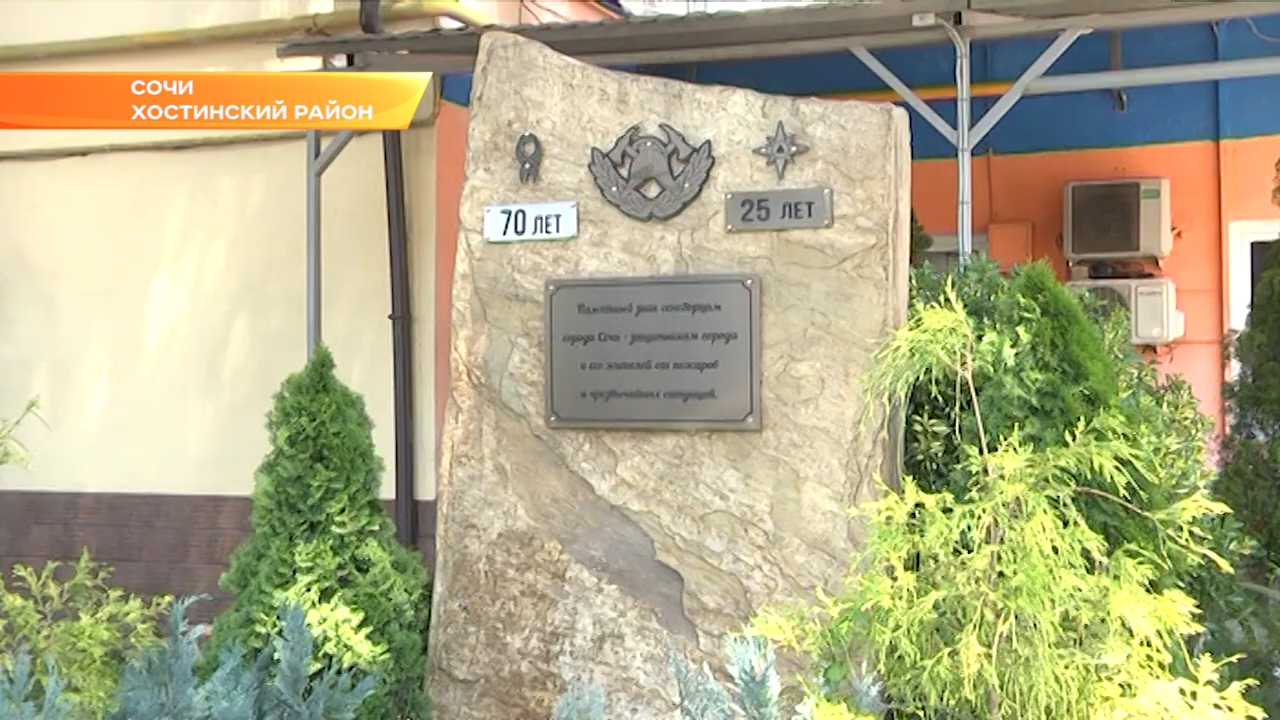 СОЧИ
ХОСТИНСКИЙ РАЙОН
70 ЛЕТ
25 ЛЕТ
Памятный знак огнеборцам
города Сочи - защитникам города
и его жителей от пожаров
и чрезвычайных ситуаций.